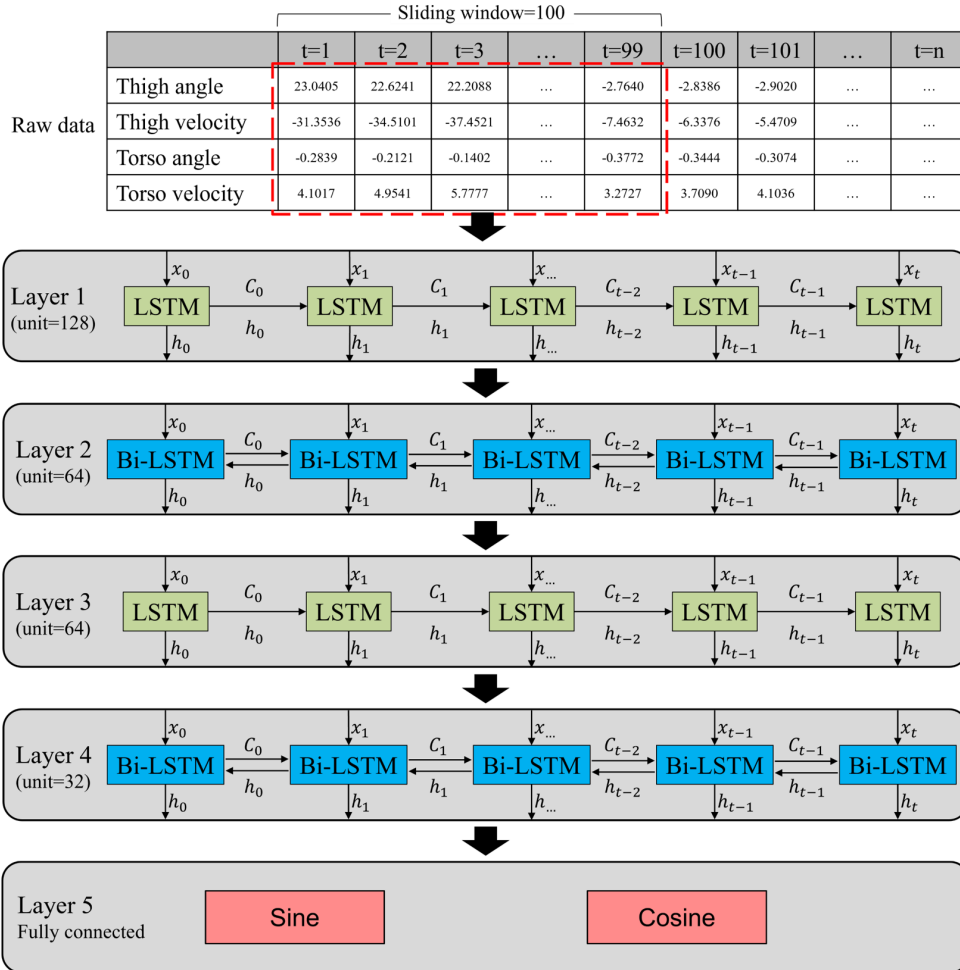 Sliding window=100
t=1 t=2 t=3 … t=99 t=100 t=101 … t=n
Thigh angle 23.0405 22.6241 22.2088 … -2.7640 -2.8386 -2.9020 … …
Raw data
Thigh velocity -31.3536 -34.5101 -37.4521 … -7.4632 -6.3376 -5.4709 … …
Torso angle -0.2839 -0.2121 -0.1402 … -0.3772 -0.3444 -0.3074 … …
Torso velocity 4.1017 4.9541 5.7777 … 3.2727 3.7090 4.1036 … …
x₀ x₁ x... xₜ₋₁ xₜ
Layer 1
(unit=128)
C₀ C₁ Cₜ₋₂ Cₜ₋₁
LSTM LSTM LSTM LSTM LSTM
h₀ h₁ hₜ₋₂ hₜ₋₁
h₀ h₁ h... hₜ₋₁ hₜ
x₀ x₁ x... xₜ₋₁ xₜ
Layer 2
(unit=64)
C₀ C₁ Cₜ₋₂ Cₜ₋₁
Bi-LSTM Bi-LSTM Bi-LSTM Bi-LSTM Bi-LSTM
h₀ h₁ hₜ₋₂ hₜ₋₁
h₀ h₁ h... hₜ₋₁ hₜ
x₀ x₁ x... xₜ₋₁ xₜ
Layer 3
(unit=64)
C₀ C₁ Cₜ₋₂ Cₜ₋₁
LSTM LSTM LSTM LSTM LSTM
h₀ h₁ hₜ₋₂ hₜ₋₁
h₀ h₁ h... hₜ₋₁ hₜ
x₀ x₁ x... xₜ₋₁ xₜ
Layer 4
(unit=32)
C₀ C₁ Cₜ₋₂ Cₜ₋₁
Bi-LSTM Bi-LSTM Bi-LSTM Bi-LSTM Bi-LSTM
h₀ h₁ hₜ₋₂ hₜ₋₁
h₀ h₁ h... hₜ₋₁ hₜ
Layer 5
Fully connected
Sine Cosine